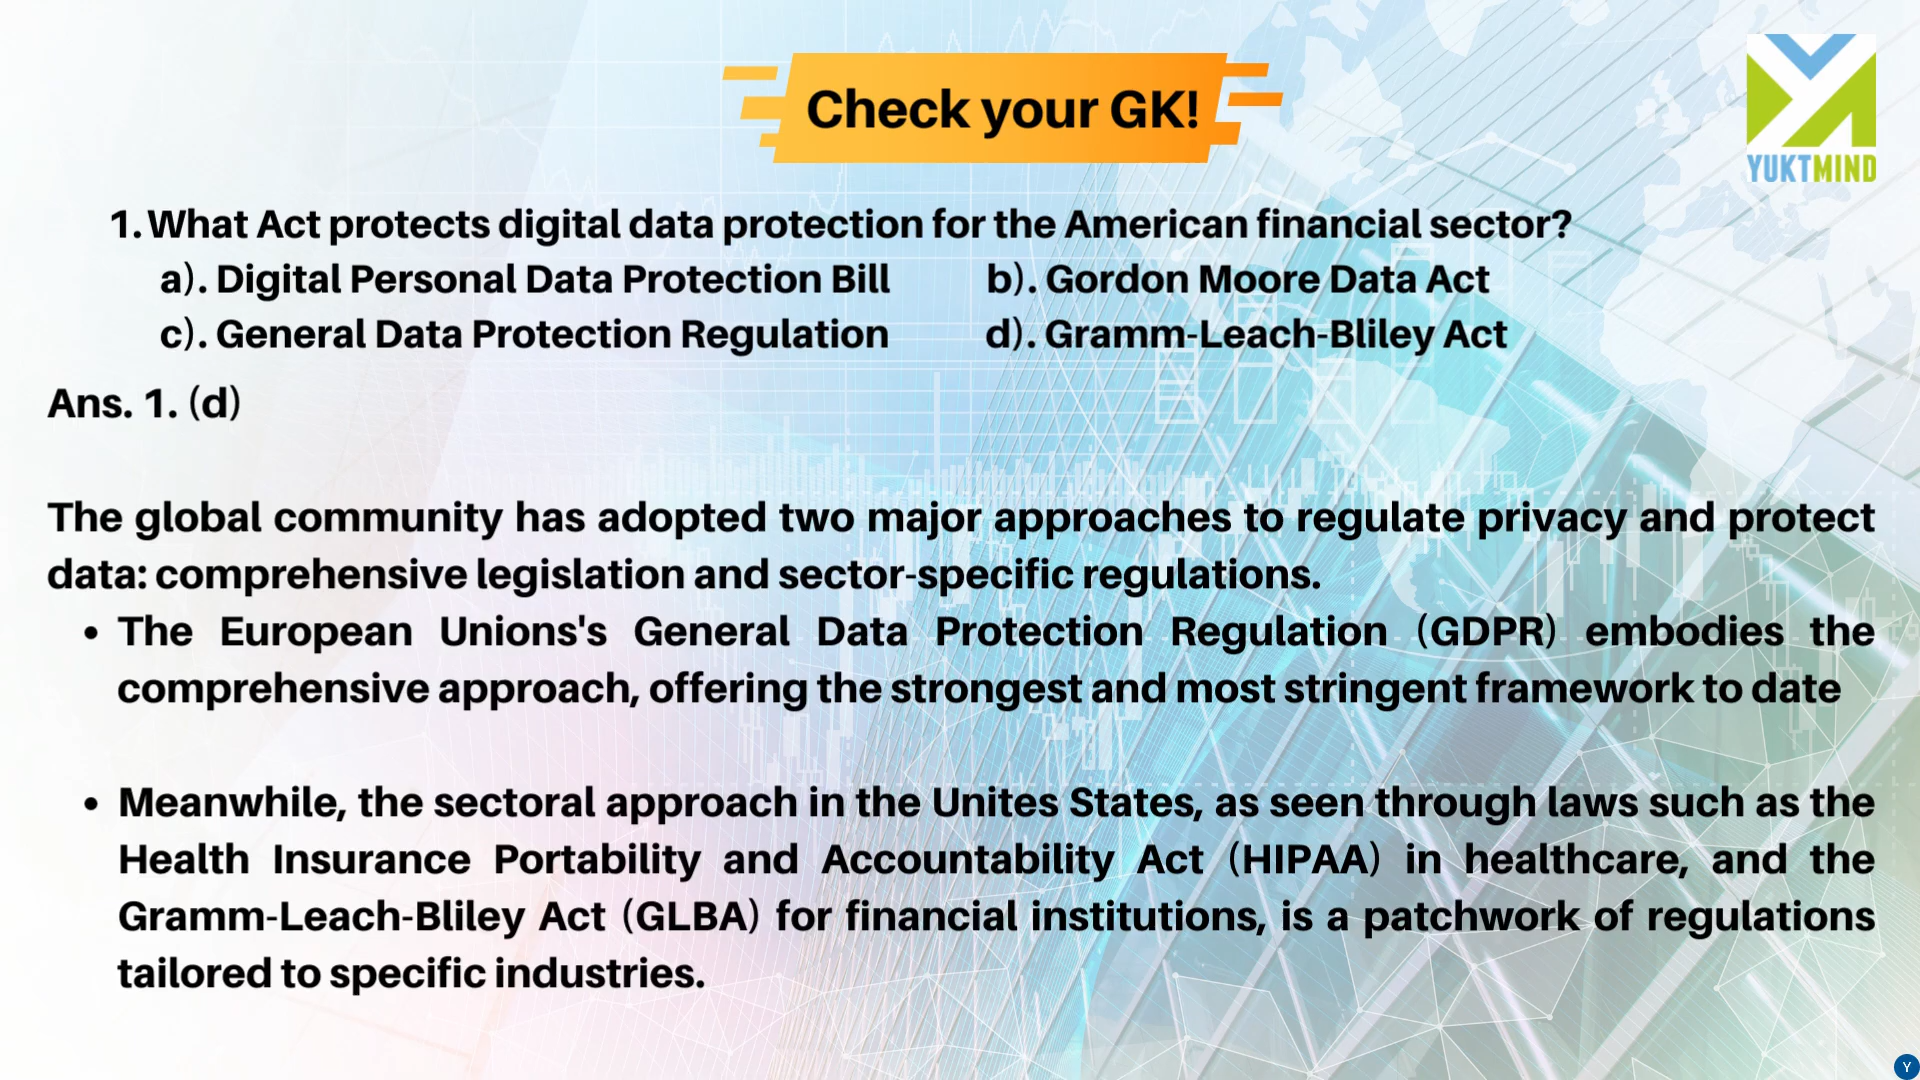 Check your GK!
YUKTMIND
1. What Act protects digital data protection for the American financial sector?
a). Digital Personal Data Protection Bill b). Gordon Moore Data Act
c). General Data Protection Regulation d). Gramm-Leach-Bliley Act
Ans. 1. (d)
The global community has adopted two major approaches to regulate privacy and protect
data: comprehensive legislation and sector-specific regulations.
• The European Unions's General Data Protection Regulation (GDPR) embodies the
comprehensive approach, offering the strongest and most stringent framework to date
• Meanwhile, the sectoral approach in the Unites States, as seen through laws such as the
Health Insurance Portability and Accountability Act (HIPAA) in healthcare, and the
Gramm-Leach-Bliley Act (GLBA) for financial institutions, is a patchwork of regulations
tailored to specific industries.
Y